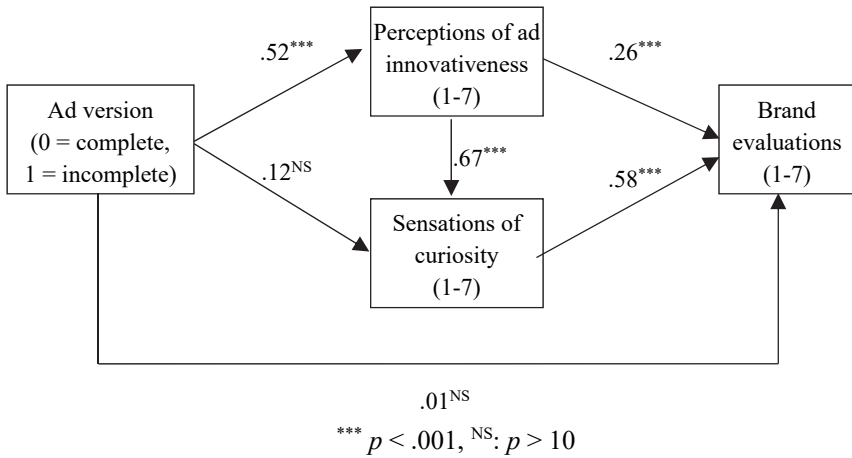 Perceptions of ad
innovativeness
(1-7)
.52***
.26***
Ad version
(0 = complete,
1 = incomplete)
Brand
evaluations
(1-7)
.67***
.12NS
.58***
Sensations of
curiosity
(1-7)
.01NS
*** p < .001, NS: p > 10